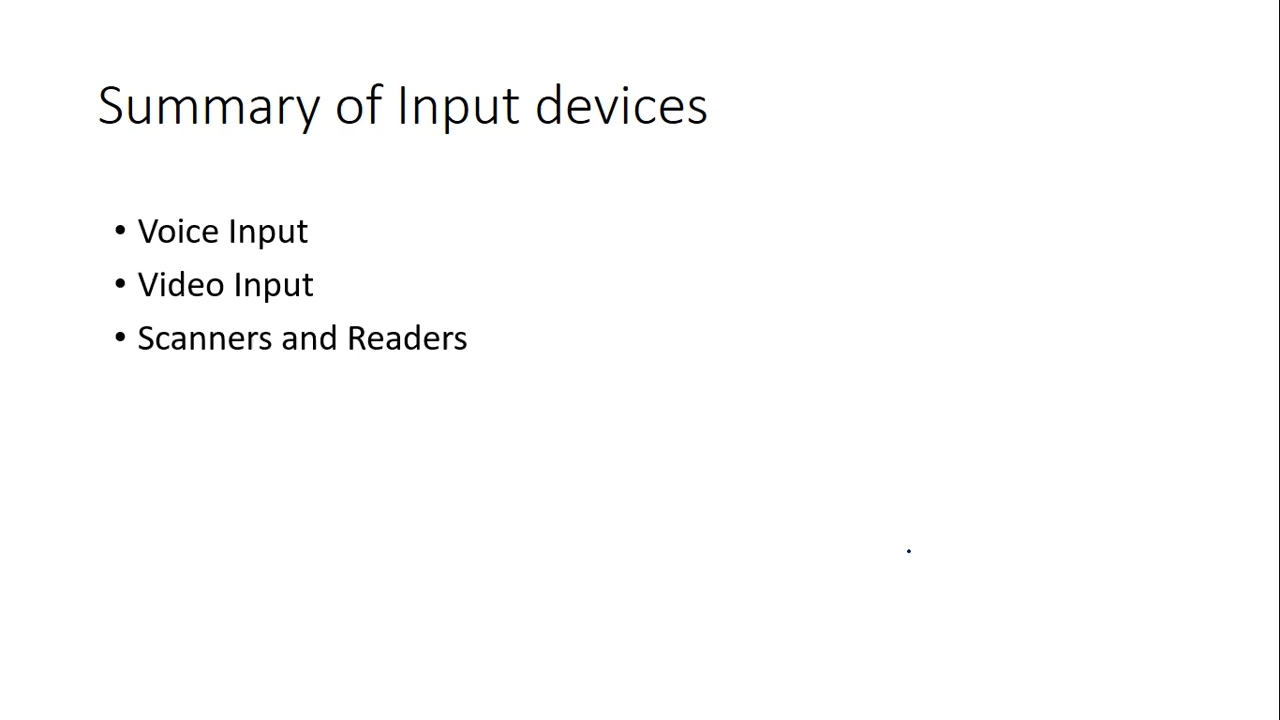 Summary of Input devices
• Voice Input
• Video Input
• Scanners and Readers